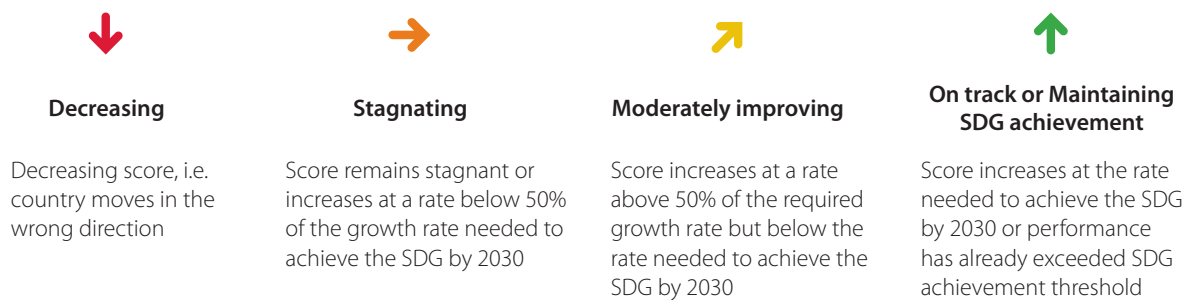 Decreasing
Decreasing score, i.e.
country moves in the
wrong direction
Stagnating
Score remains stagnant or
increases at a rate below 50%
of the growth rate needed to
achieve the SDG by 2030
Moderately improving
Score increases at a rate
above 50% of the required
growth rate but below the
rate needed to achieve the
SDG by 2030
On track or Maintaining
SDG achievement
Score increases at the rate
needed to achieve the SDG
by 2030 or performance
has already exceeded SDG
achievement threshold